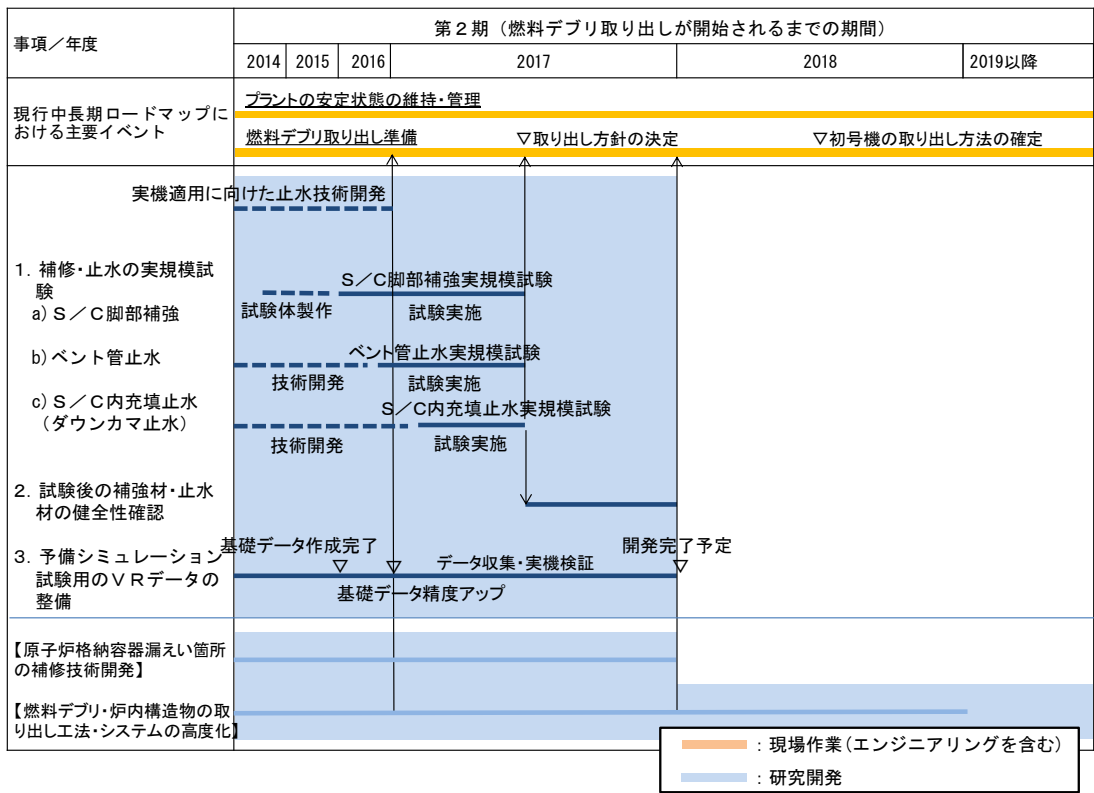 事項／年度
第２期（燃料デブリ取り出しが開始されるまでの期間）
2014 2015 2016 2017 2018 2019以降
現行中長期ロードマップに
おける主要イベント
プラントの安定状態の維持・管理
燃料デブリ取り出し準備 ▽取り出し方針の決定 ▽初号機の取り出し方法の確定
実機適用に向けた止水技術開発
１．補修・止水の実規模試
験
a) Ｓ／Ｃ脚部補強
Ｓ／Ｃ脚部補強実規模試験
試験体製作 試験実施
b) ベント管止水
ベント管止水実規模試験
技術開発 試験実施
c) Ｓ／Ｃ内充填止水
（ダウンカマ止水）
Ｓ／Ｃ内充填止水実規模試験
技術開発 試験実施
２．試験後の補強材・止水
材の健全性確認
３．予備シミュレーション
試験用のＶＲデータの
整備
基礎データ作成完了 開発完了予定
▽ ▽ データ収集・実機検証 ▽
基礎データ精度アップ
【原子炉格納容器漏えい箇所
の補修技術開発】
【燃料デブリ・炉内構造物の取
り出し工法・システムの高度化】
：現場作業（エンジニアリングを含む）
：研究開発